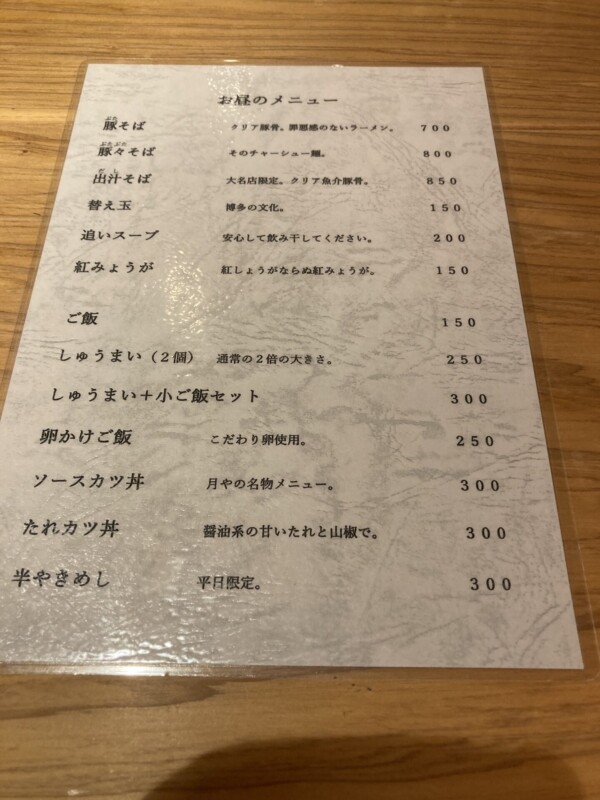 お昼のメニュー
豚そば クリア豚骨。罪悪感のないラーメン。 700
豚々そば そのチャーシュー麺。 800
出汁そば 大名店限定。クリア魚介豚骨。 850
替え玉 博多の文化。 150
追いスープ 安心して飲み干してください。 200
紅みょうが 紅しょうがならぬ紅みょうが。 150
ご飯 150
しゅうまい（２個） 通常の２倍の大きさ。 250
しゅうまい＋小ご飯セット 300
卵かけご飯 こだわり卵使用。 250
ソースカツ丼 月やの名物メニュー。 300
たれカツ丼 醤油系の甘いたれと山椒で。 300
半やきめし 平日限定。 300